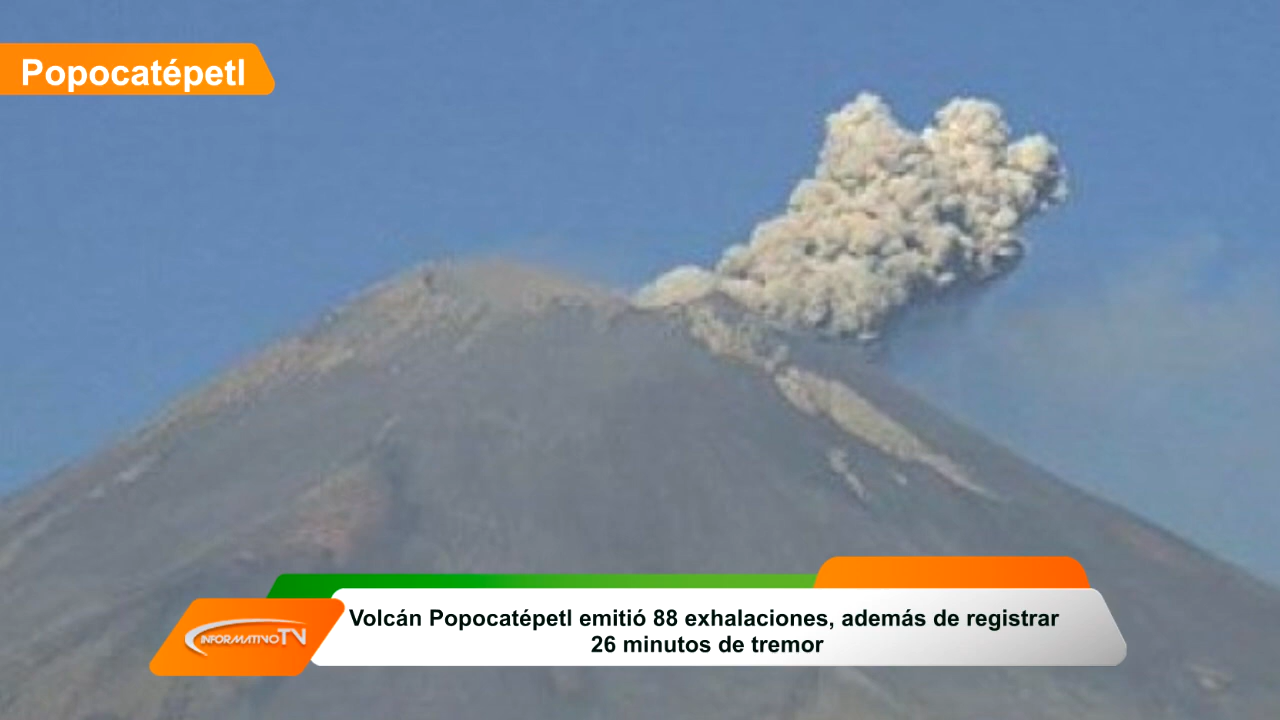 Popocatépetl
Volcán Popocatépetl emitió 88 exhalaciones, además de registrar
26 minutos de tremor
INFORMATIVO TV